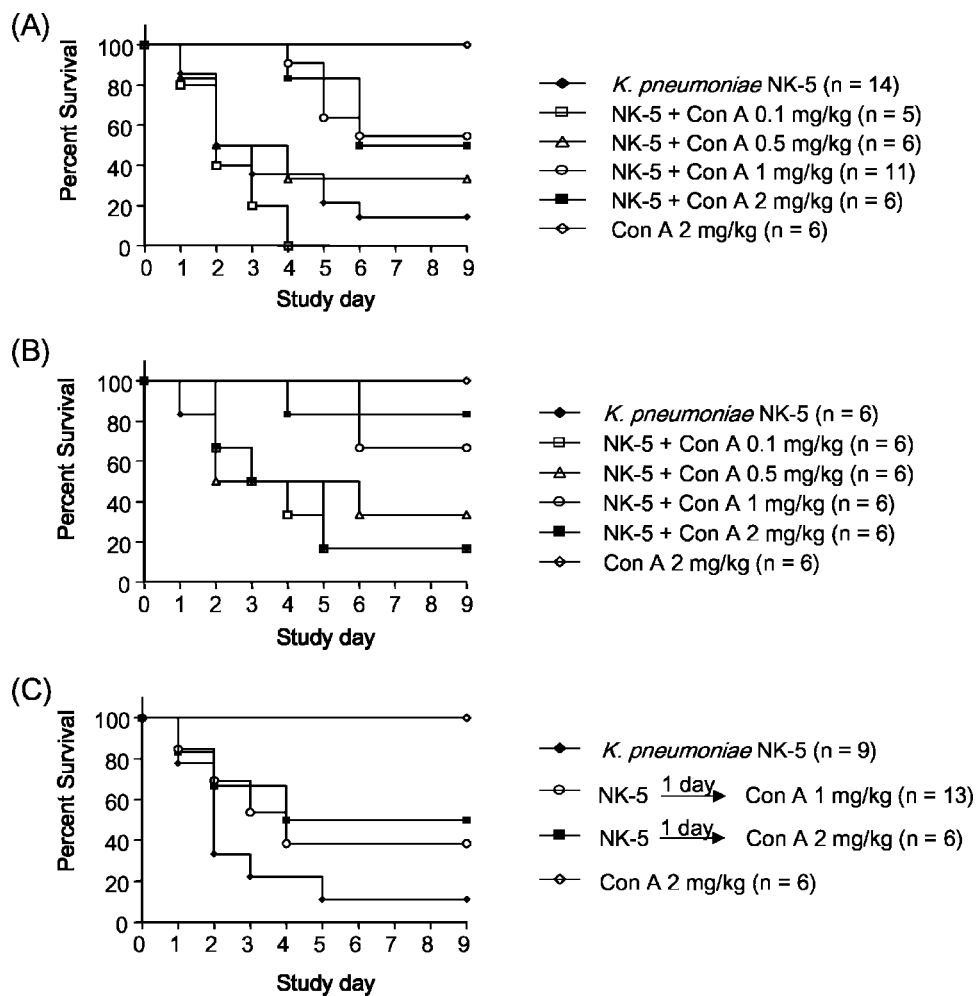 (A)
Percent Survival
100
80
60
40
20
0
0 1 2 3 4 5 6 7 8 9
Study day
K. pneumoniae NK-5 (n = 14)
NK-5 + Con A 0.1 mg/kg (n = 5)
NK-5 + Con A 0.5 mg/kg (n = 6)
NK-5 + Con A 1 mg/kg (n = 11)
NK-5 + Con A 2 mg/kg (n = 6)
Con A 2 mg/kg (n = 6)
(B)
Percent Survival
100
80
60
40
20
0
0 1 2 3 4 5 6 7 8 9
Study day
K. pneumoniae NK-5 (n = 6)
NK-5 + Con A 0.1 mg/kg (n = 6)
NK-5 + Con A 0.5 mg/kg (n = 6)
NK-5 + Con A 1 mg/kg (n = 6)
NK-5 + Con A 2 mg/kg (n = 6)
Con A 2 mg/kg (n = 6)
(C)
Percent Survival
100
80
60
40
20
0
0 1 2 3 4 5 6 7 8 9
Study day
K. pneumoniae NK-5 (n = 9)
NK-5 1 day Con A 1 mg/kg (n = 13)
NK-5 1 day Con A 2 mg/kg (n = 6)
Con A 2 mg/kg (n = 6)